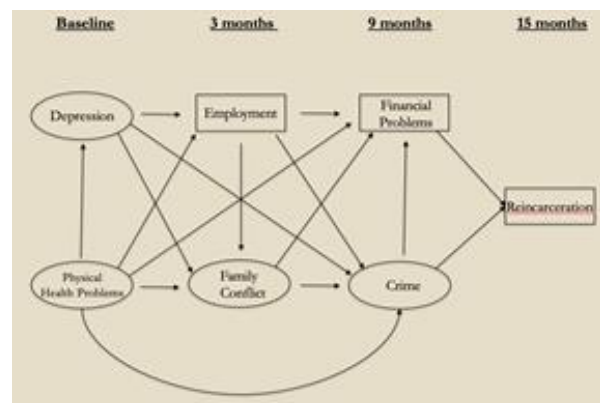 Baseline
3 months
9 months
15 months
Depression
Employment
Financial
Problems
Reincarceration
Physical
Health Problems
Family
Conflict
Crime